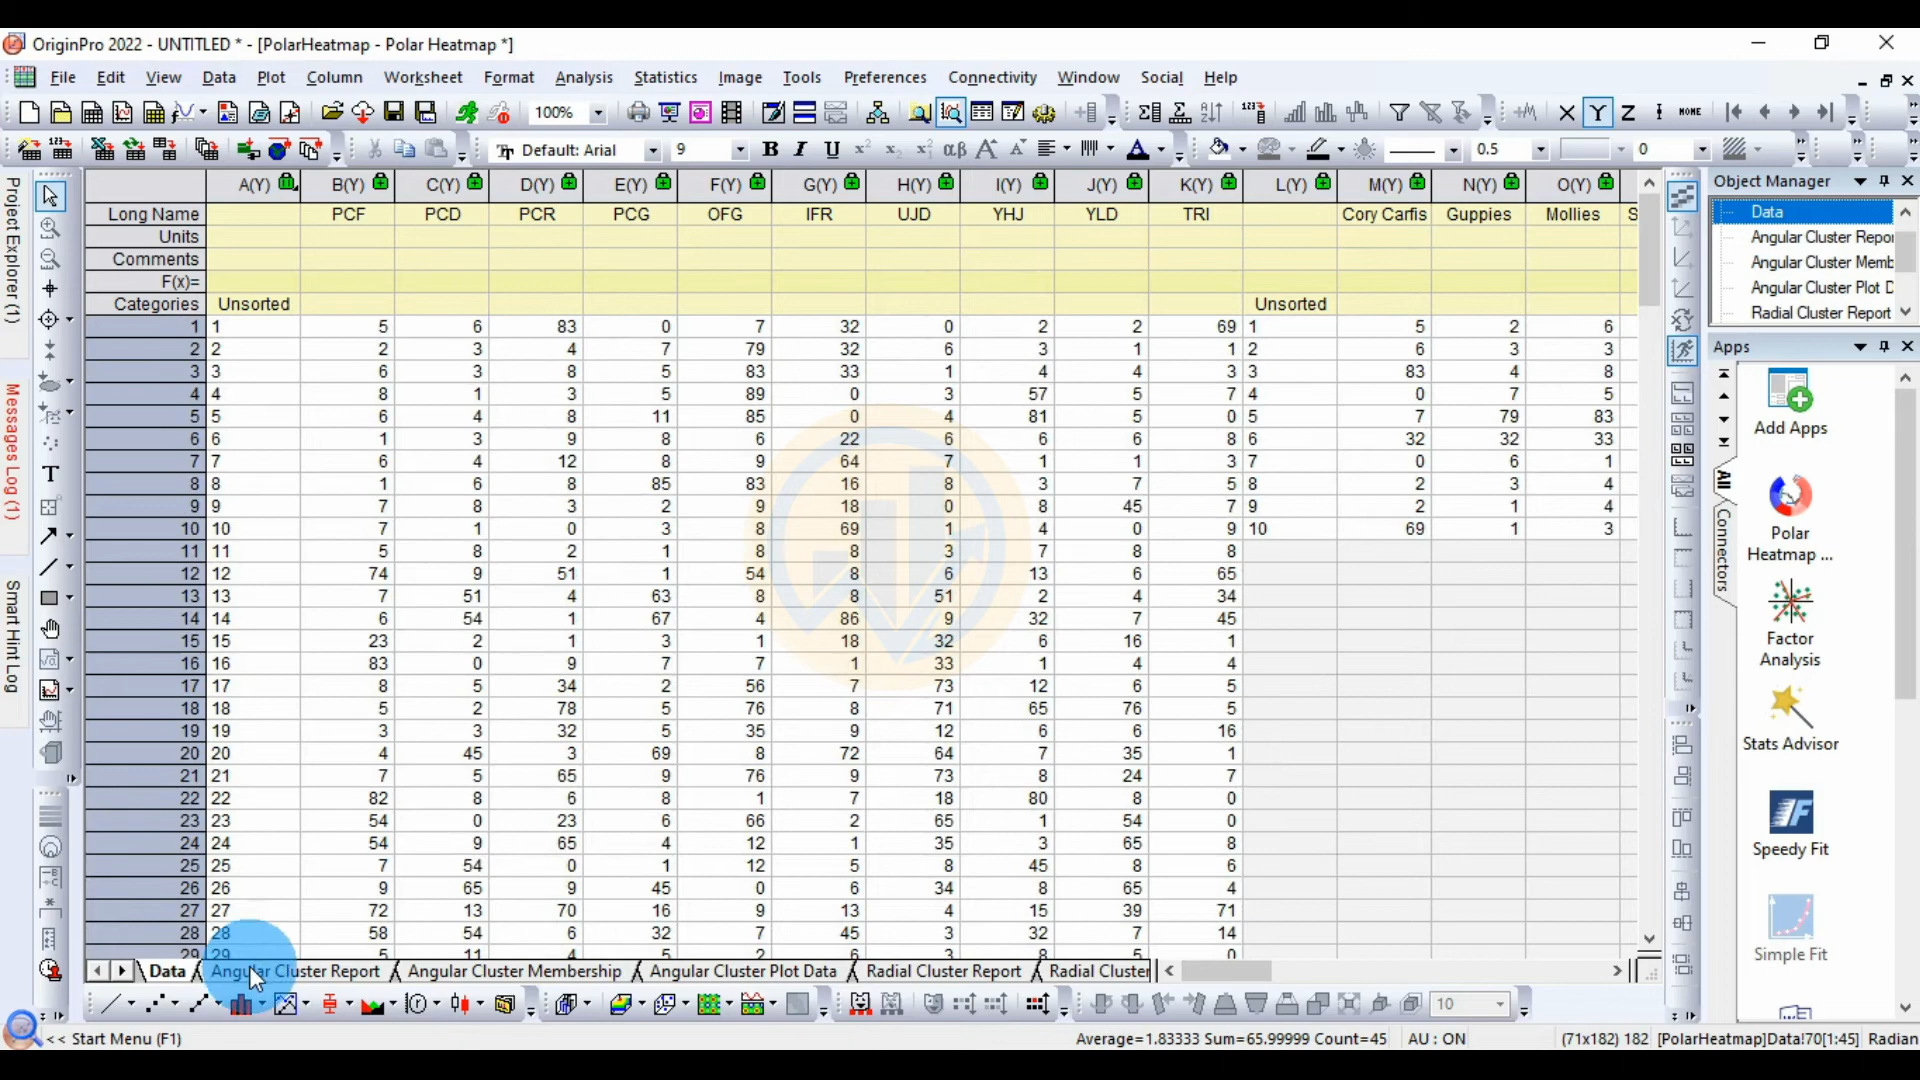 OriginPro 2022 - UNTITLED * - [PolarHeatmap - Polar Heatmap *]
File Edit View Data Plot Column Worksheet Format Analysis Statistics Image Tools Preferences Connectivity Window Social Help
100% X Y Z HOME
Default: Arial 9 B I U αβ A A 0.5 0
A(Y) B(Y) C(Y) D(Y) E(Y) F(Y) G(Y) H(Y) I(Y) J(Y) K(Y) L(Y) M(Y) N(Y) O(Y)
Long Name PCF PCD PCR PCG OFG IFR UJD YHJ YLD TRI Cory Carfis Guppies Mollies S
Units
Comments
F(x)=
Categories Unsorted Unsorted
1 1 5 6 83 0 7 32 0 2 2 69 1 5 2 6
2 2 2 3 4 7 79 32 6 3 1 1 2 6 3 3
3 3 6 3 8 5 83 33 1 4 4 3 3 83 4 8
4 4 8 1 3 5 89 0 3 57 5 7 4 0 7 5
5 5 6 4 8 11 85 0 4 81 5 0 5 7 79 83
6 6 1 3 9 8 6 22 6 6 6 8 6 32 32 33
7 7 6 4 12 8 9 64 7 1 1 3 7 0 6 1
8 8 1 6 8 85 83 16 8 3 7 5 8 2 3 4
9 9 7 8 3 2 9 18 0 8 45 7 9 2 1 4
10 10 7 1 0 3 8 69 1 4 0 9 10 69 1 3
11 11 5 8 2 1 8 8 3 7 8 8
12 12 74 9 51 1 54 8 6 13 6 65
13 13 7 51 4 63 8 8 51 2 4 34
14 14 6 54 1 67 4 86 9 32 7 45
15 15 23 2 1 3 1 18 32 6 16 1
16 16 83 0 9 7 7 1 33 1 4 4
17 17 8 5 34 2 56 7 73 12 6 5
18 18 5 2 78 5 76 8 71 65 76 5
19 19 3 3 32 5 35 9 12 6 6 16
20 20 4 45 3 69 8 72 64 7 35 1
21 21 7 5 65 9 76 9 73 8 24 7
22 22 82 8 6 8 1 7 18 80 8 0
23 23 54 0 23 6 66 2 65 1 54 0
24 24 54 9 65 4 12 1 35 3 65 8
25 25 7 54 0 1 12 5 8 45 8 6
26 26 9 65 9 45 0 6 34 8 65 4
27 27 72 13 70 16 9 13 4 15 39 71
28 28 58 54 6 32 7 45 3 32 7 14
29 29 5 11 4 5 2 6 3 5 0
Data Angular Cluster Report Angular Cluster Membership Angular Cluster Plot Data Radial Cluster Report Radial Cluster
10
<< Start Menu (F1) Average=1.83333 Sum=65.99999 Count=45 AU : ON (71x182) 182 [PolarHeatmap]Data!70[1:45] Radian
Project Explorer (1)
Messages Log (1)
Smart Hint Log
T
Object Manager
Data
Angular Cluster Repor
Angular Cluster Memb
Angular Cluster Plot D
Radial Cluster Report
Apps
All
Connectors
Add Apps
Polar
Heatmap ...
Factor
Analysis
Stats Advisor
Speedy Fit
Simple Fit